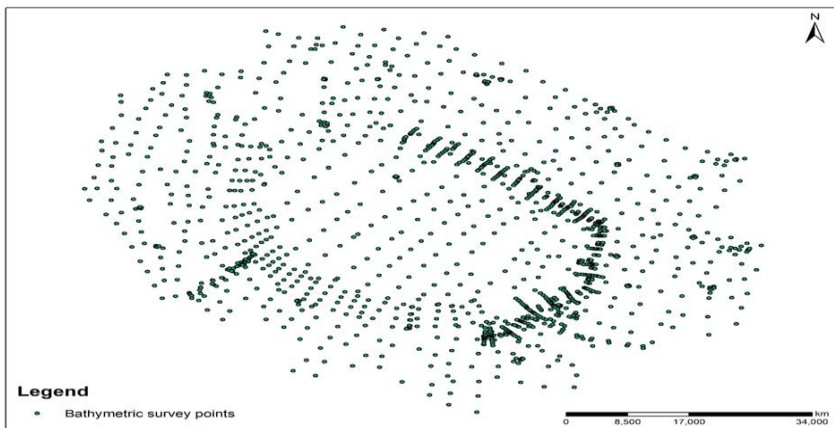 N
Legend
Bathymetric survey points
km
0 8,500 17,000 34,000